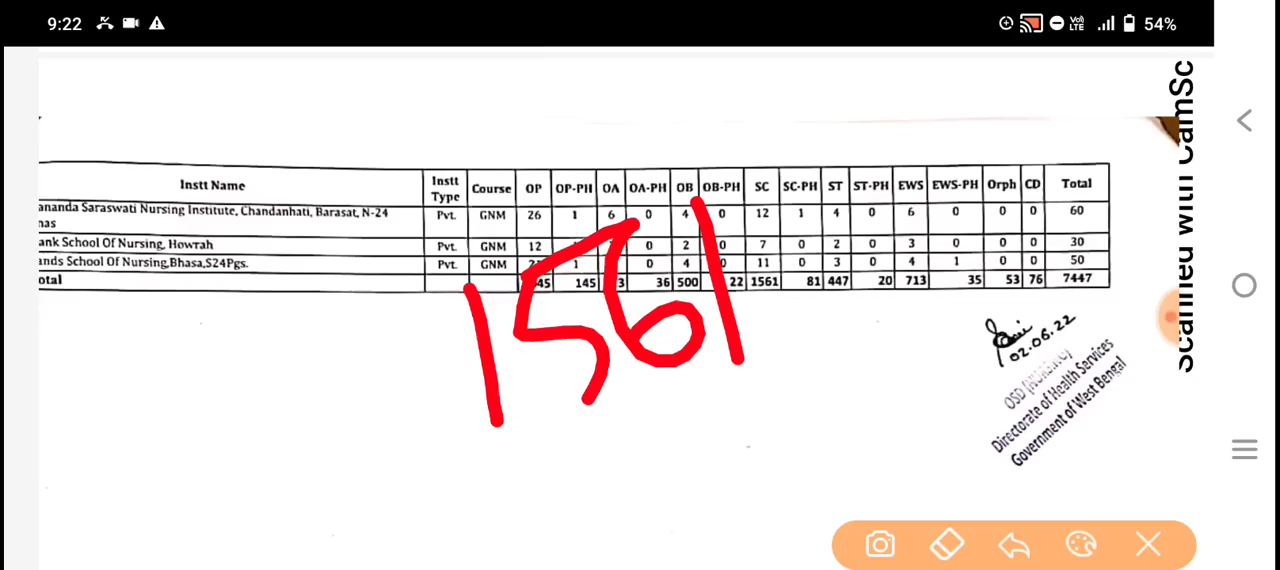 9:22 54%
Scanned with CamSc
Instt Name Instt Type Course OP OP-PH OA OA-PH OB OB-PH SC SC-PH ST ST-PH EWS EWS-PH Orph CD Total
ananda Saraswati Nursing Institute, Chandanhati, Barasat, N-24 Pvt. GNM 26 1 6 0 4 0 12 1 4 0 6 0 0 0 60
nas
ank School Of Nursing, Howrah Pvt. GNM 12 0 2 0 7 0 2 0 3 0 0 0 30
ands School Of Nursing,Bhasa,S24Pgs. Pvt. GNM 1 0 4 0 11 0 3 0 4 1 0 0 50
otal 45 145 3 36 500 22 1561 81 447 20 713 35 53 76 7447
1561
02.06.22
OSD (NURSING)
Directorate of Health Services
Government of West Bengal